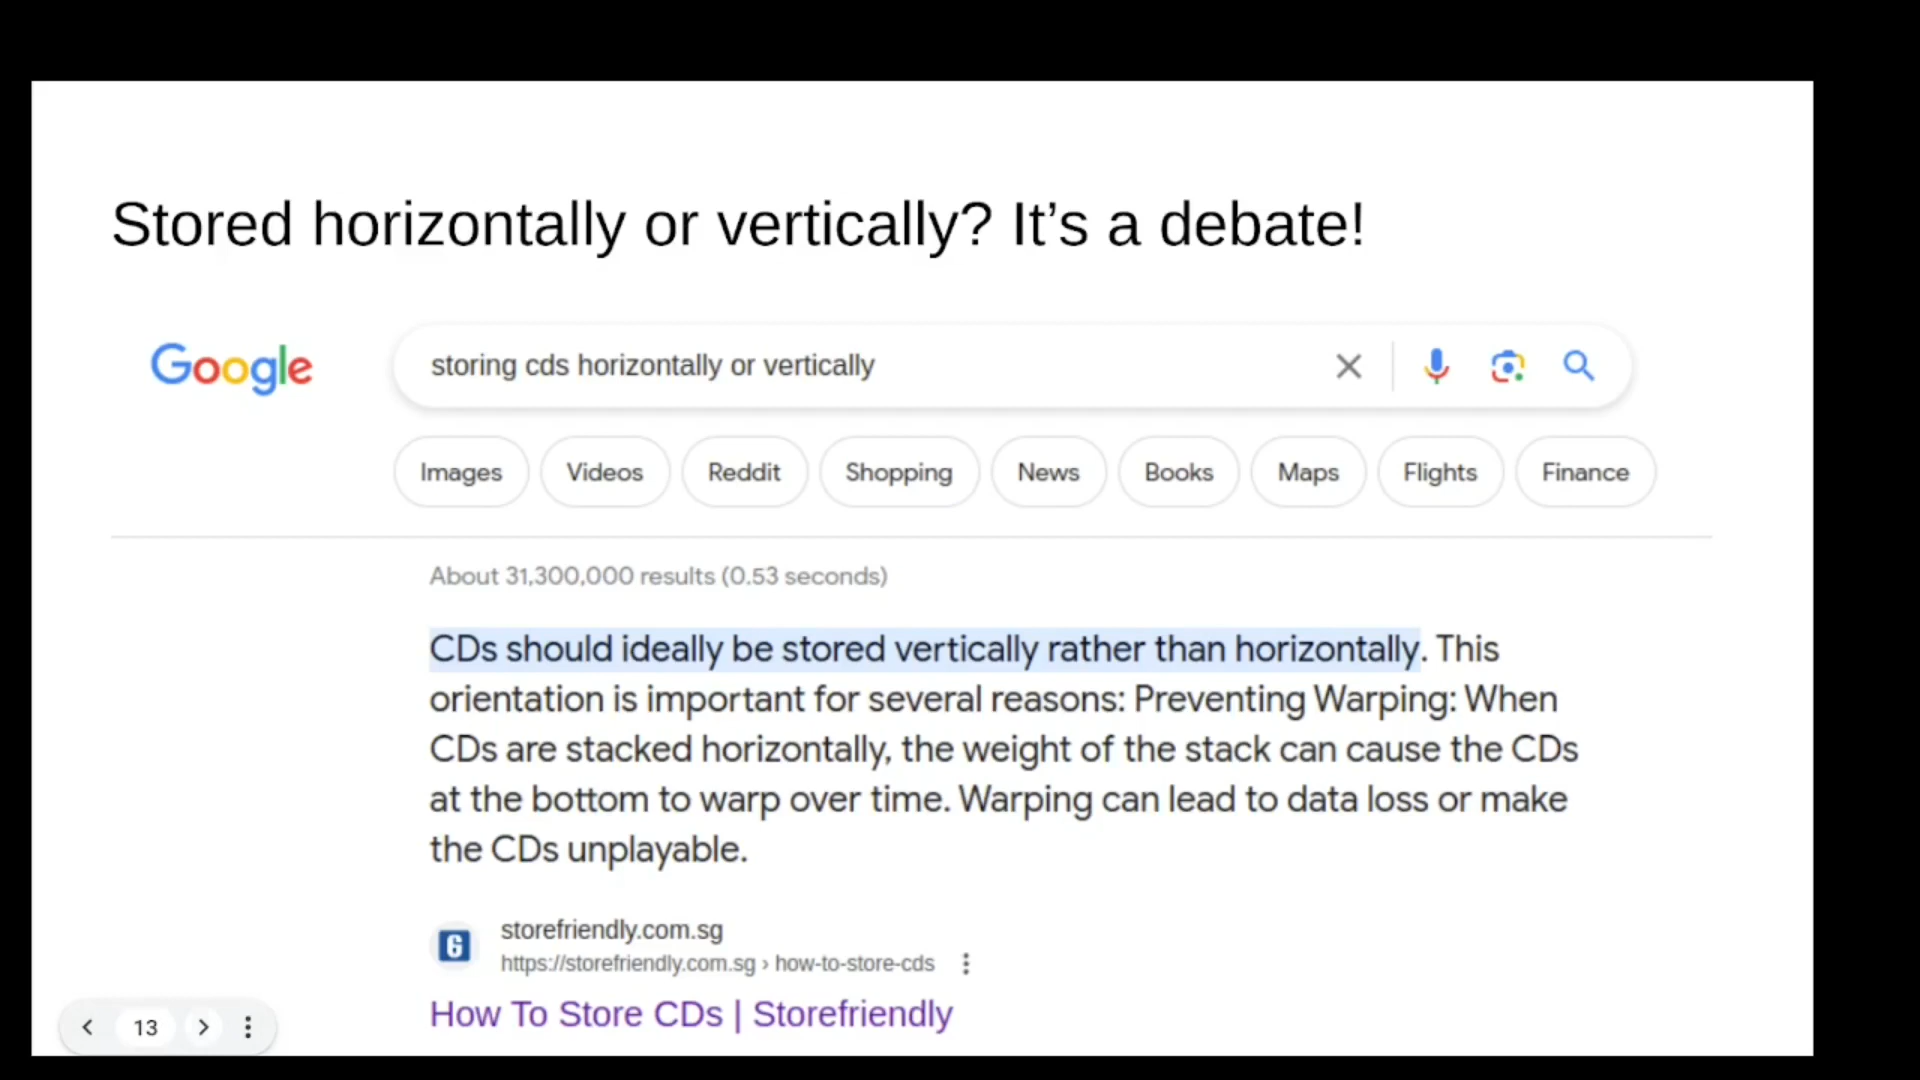 Stored horizontally or vertically? It’s a debate!
Google
storing cds horizontally or vertically
Images Videos Reddit Shopping News Books Maps Flights Finance
About 31,300,000 results (0.53 seconds)
CDs should ideally be stored vertically rather than horizontally. This
orientation is important for several reasons: Preventing Warping: When
CDs are stacked horizontally, the weight of the stack can cause the CDs
at the bottom to warp over time. Warping can lead to data loss or make
the CDs unplayable.
storefriendly.com.sg
https://storefriendly.com.sg › how-to-store-cds
How To Store CDs | Storefriendly
13